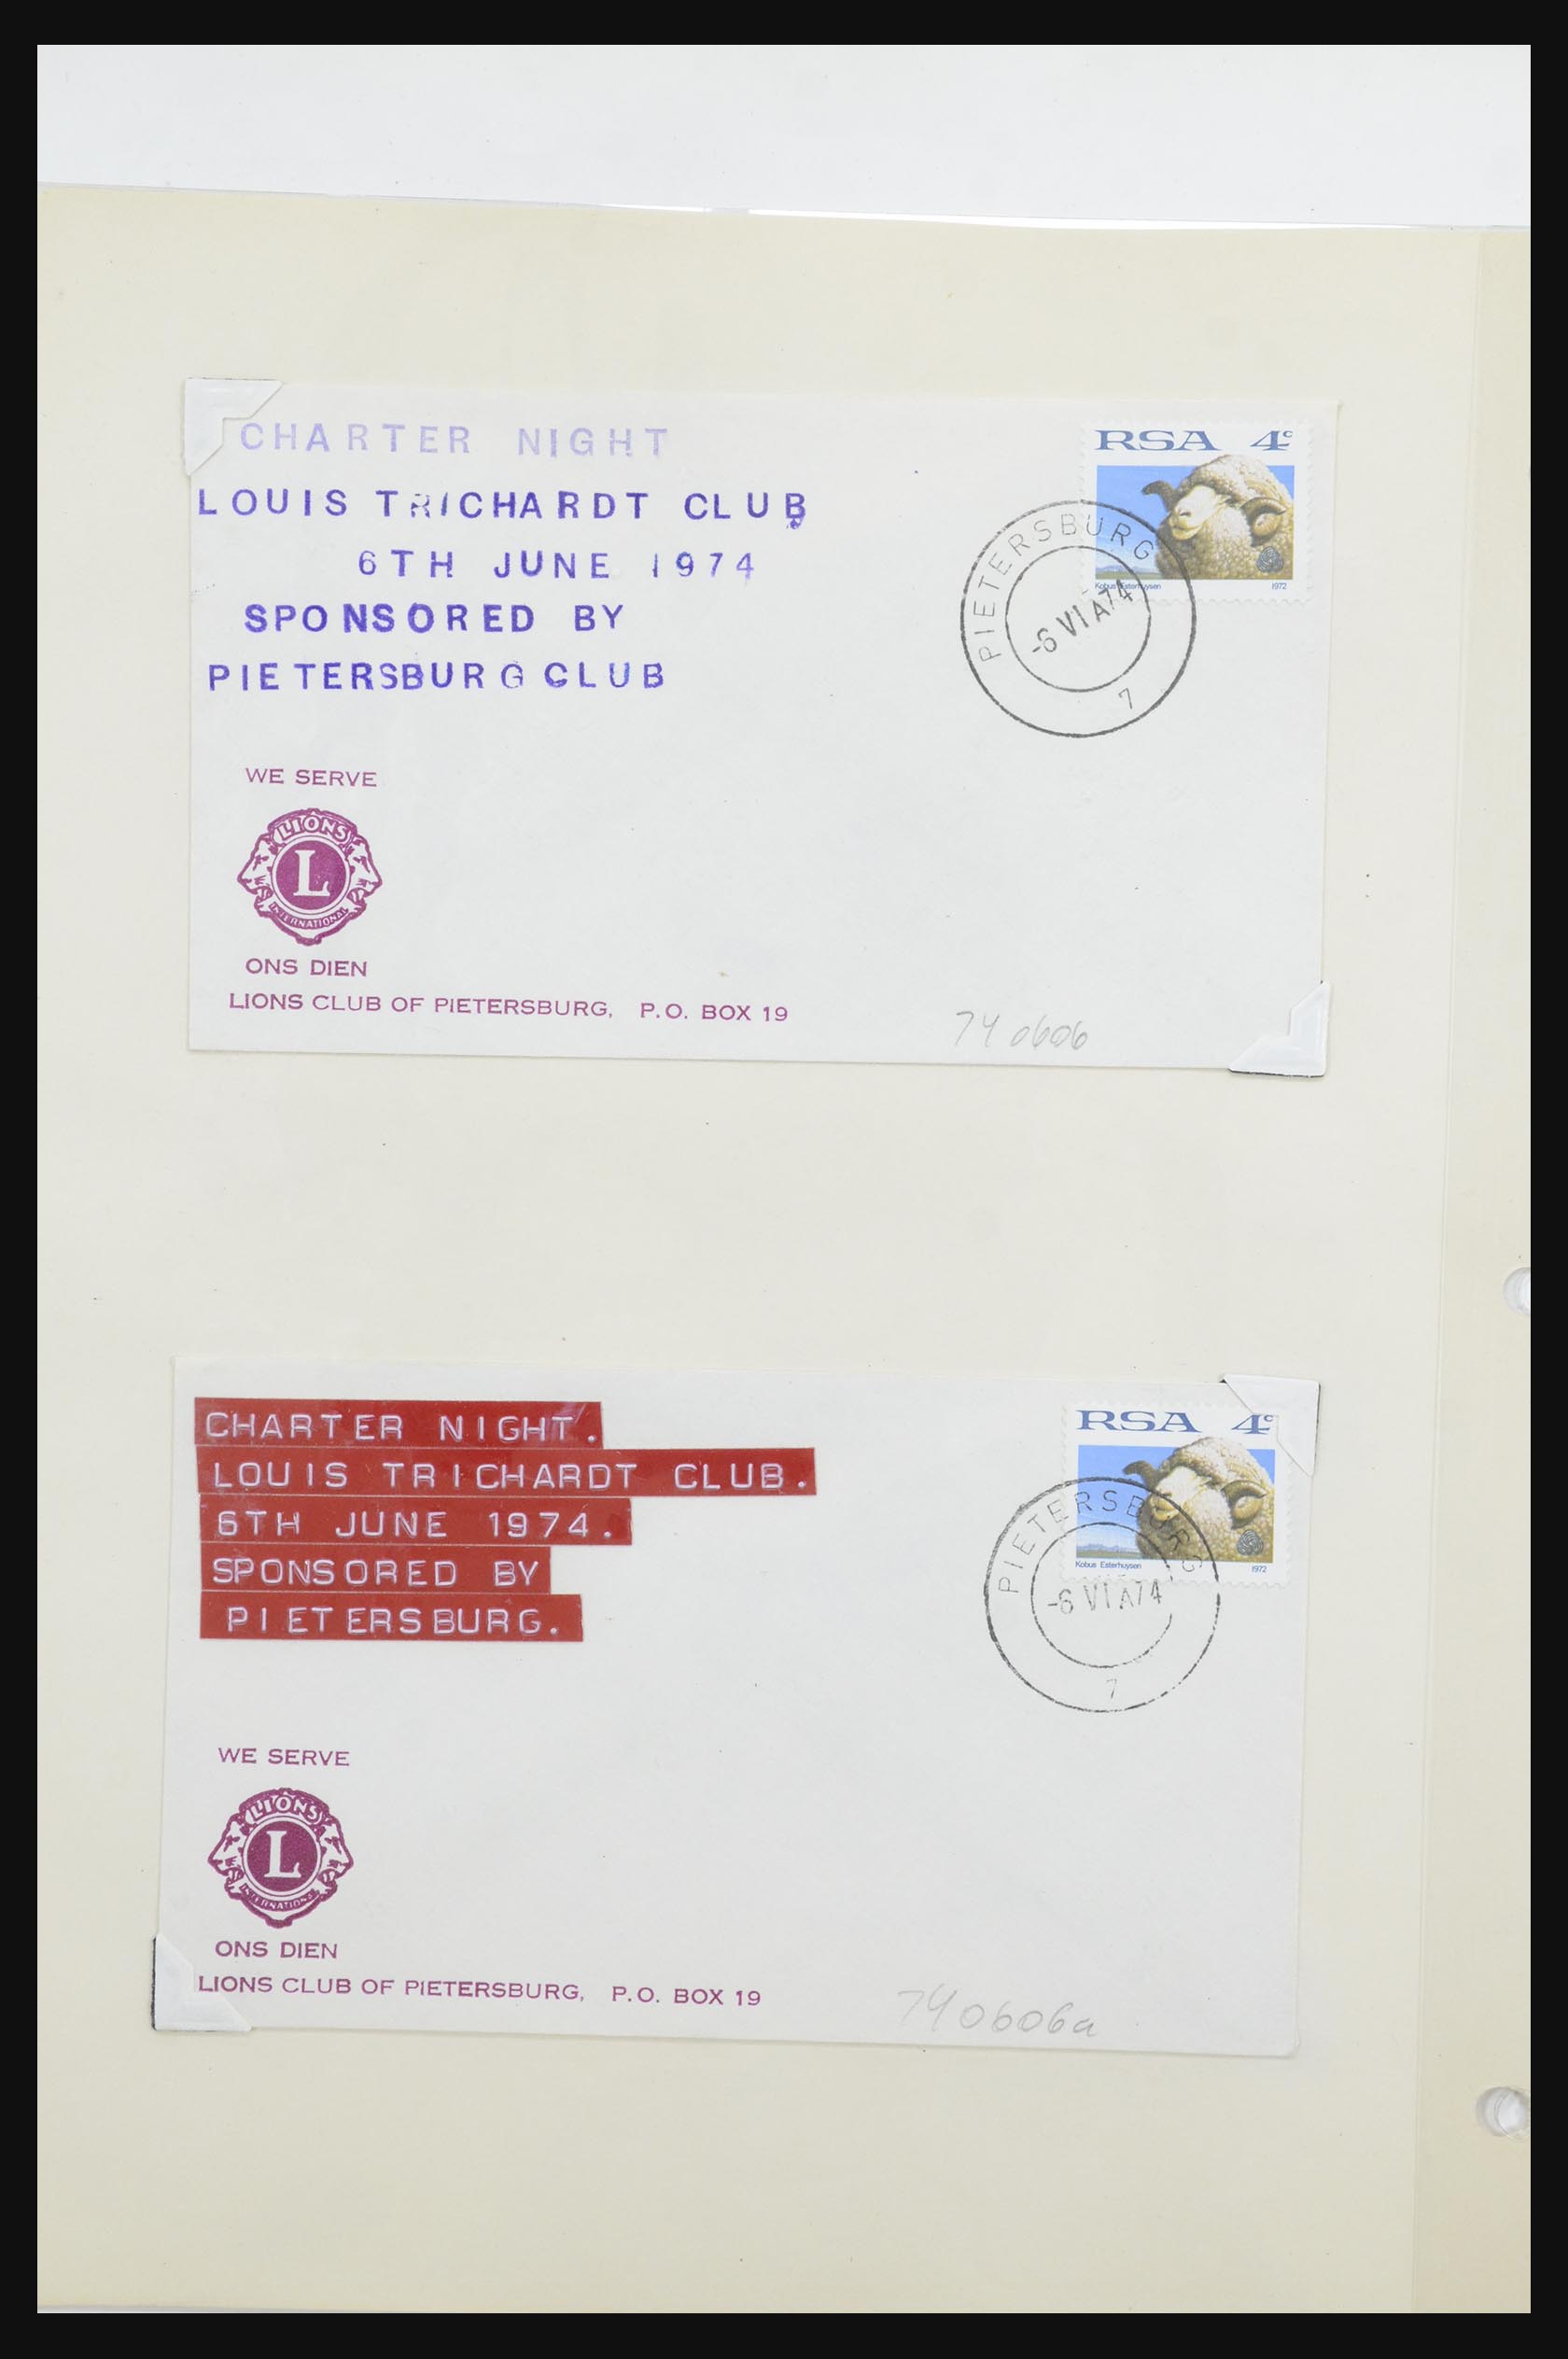 CHARTER NIGHT
LOUIS TRICHARDT CLUB
6TH JUNE 1974
SPONSORED BY
PIETERSBURG CLUB
RSA 4c
Kobus Esterhuysen 1972
PIETERSBURG
-6 VI A74
7
WE SERVE
LIONS
L
INTERNATIONAL
ONS DIEN
LIONS CLUB OF PIETERSBURG, P.O. BOX 19
740606
CHARTER NIGHT.
LOUIS TRICHARDT CLUB.
6TH JUNE 1974.
SPONSORED BY
PIETERSBURG.
RSA 4c
Kobus Esterhuysen 1972
PIETERSBURG
-6 VI A74
7
WE SERVE
LIONS
L
INTERNATIONAL
ONS DIEN
LIONS CLUB OF PIETERSBURG, P.O. BOX 19
740606a